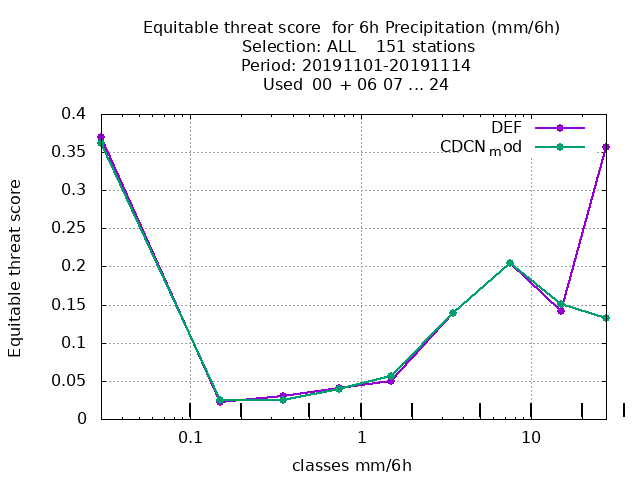 Equitable threat score  for 6h Precipitation (mm/6h)
Selection: ALL    151 stations
Period: 20191101-20191114
Used  00  + 06 07 ... 24
DEF
CDCN_mod
0.4
0.35
0.3
0.25
0.2
0.15
0.1
0.05
0
Equitable threat score
0.1
1
10
classes mm/6h